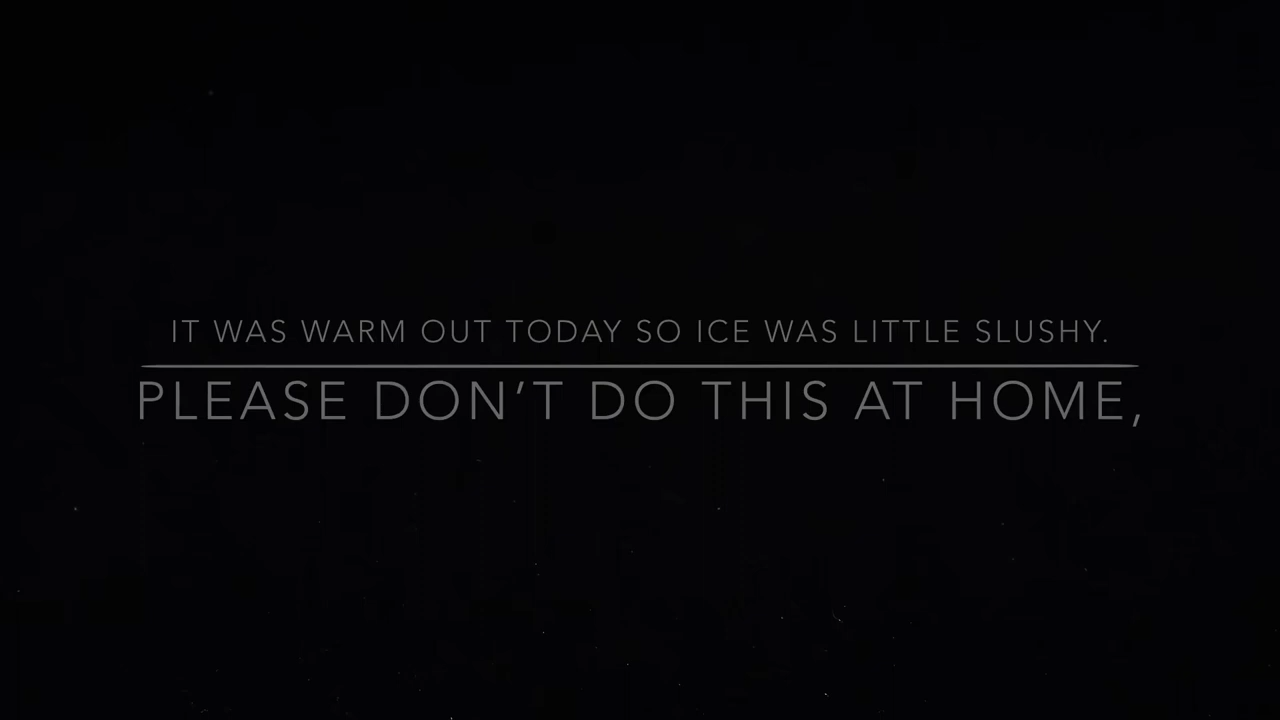 IT WAS WARM OUT TODAY SO ICE WAS LITTLE SLUSHY.
PLEASE DON’T DO THIS AT HOME,